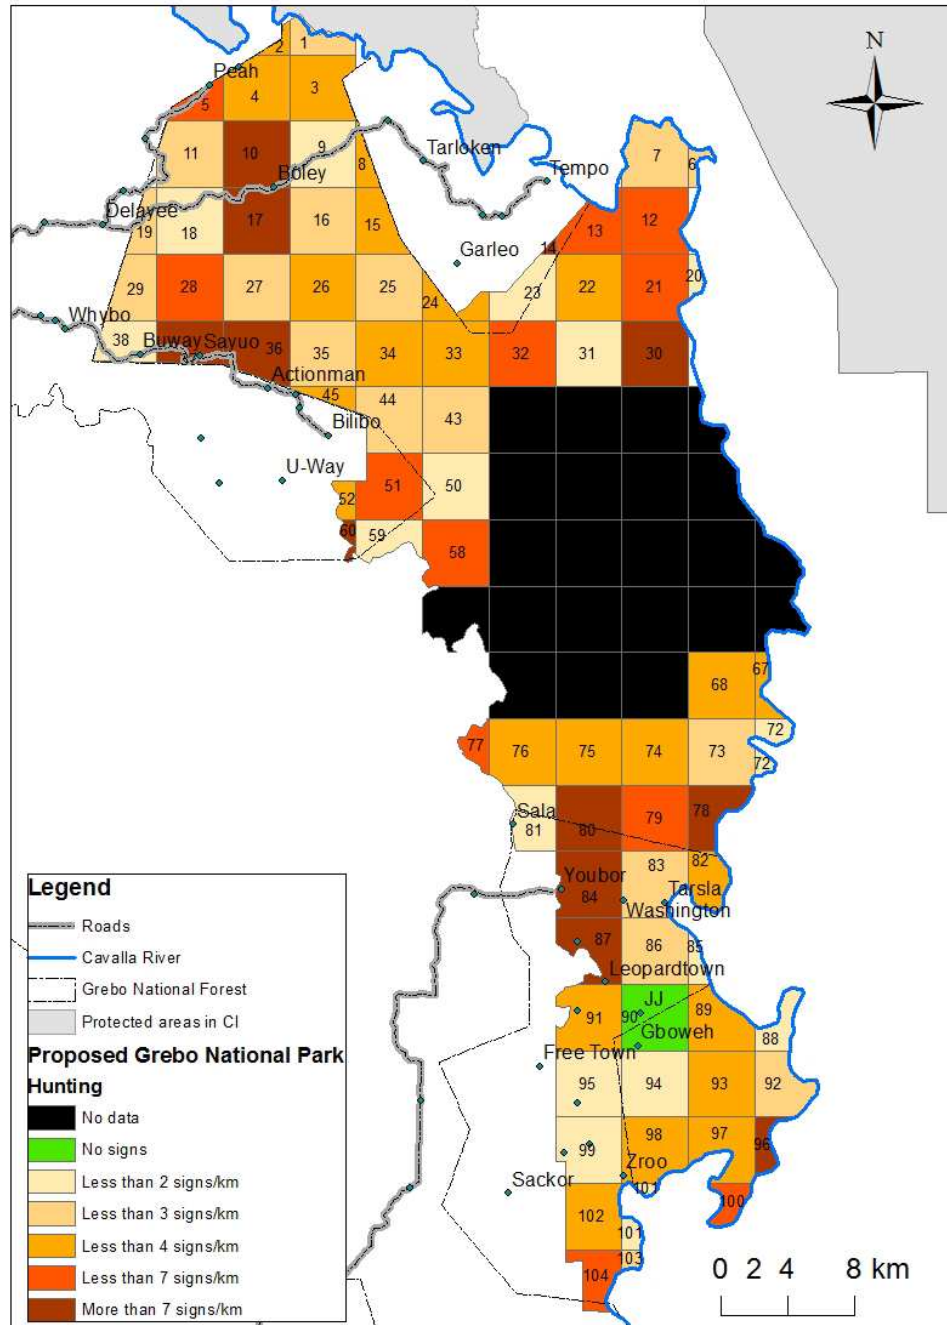 N
2 1
Peah
5 4 3
11 10 9 8
Boley
Tarloken
Tempo
7 6
Delayee
19 18 17 16 15
Garleo
14 13 12
29 28 27 26 25 24 23 22 21 20
Whybo
38 Buway 37 Sayuo 36 35 34 33 32 31 30
Actionman
45 44 43
Bilibo
U-Way
52 51 50
60 59 58
68 67
77 76 75 74 73 72
72
Sala
81 80 79 78
Youbor
84 83 82
Tarsla
Washington
87 86 85
Leopardtown
91 90 JJ 89
Gboweh
88
Free Town
95 94 93 92
99 98 97 96
Zroo
101
Sackor
100
102 101
103
104
Legend
Roads
Cavalla River
Grebo National Forest
Protected areas in CI
Proposed Grebo National Park
Hunting
No data
No signs
Less than 2 signs/km
Less than 3 signs/km
Less than 4 signs/km
Less than 7 signs/km
More than 7 signs/km
0 2 4 8 km